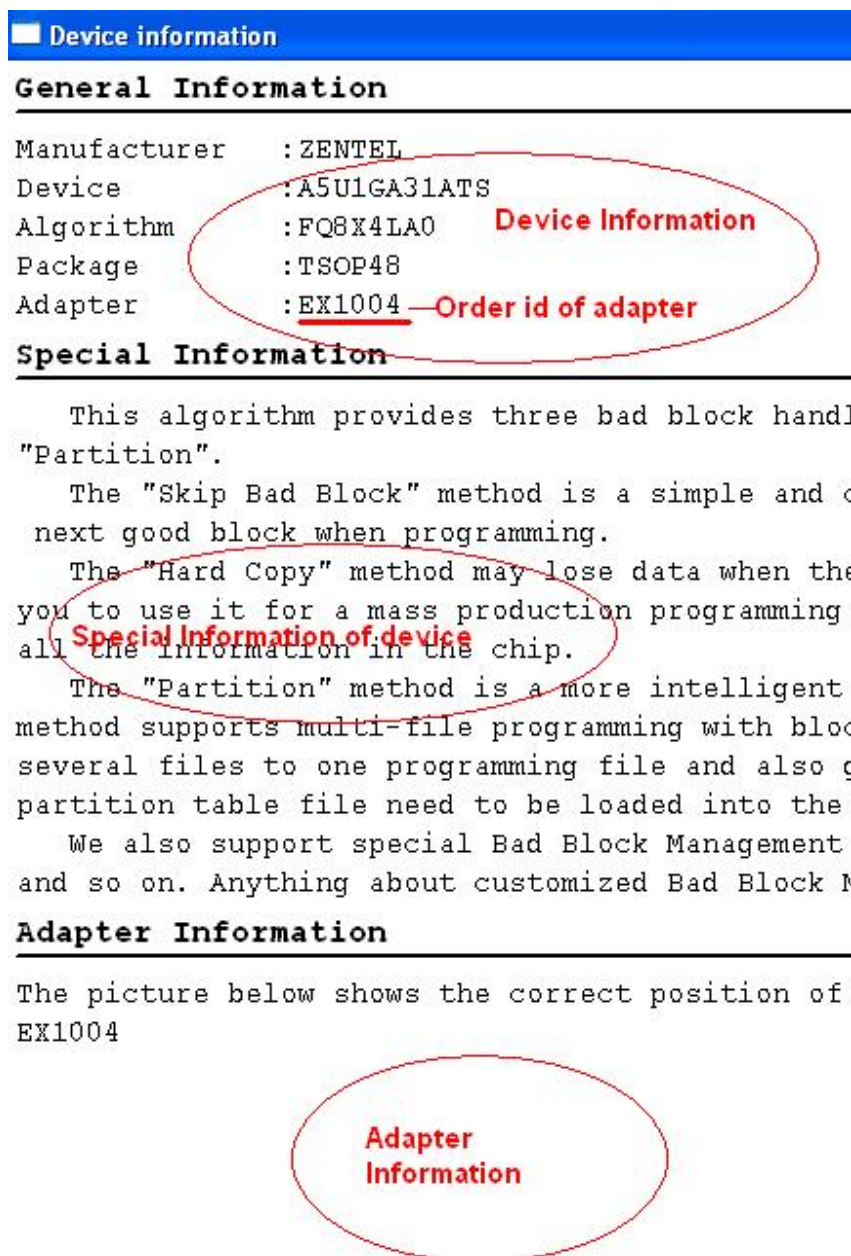 Device information
General Information
Manufacturer :ZENTEL
Device :A5U1GA31ATS
Device Information
Algorithm :FQ8X4LA0
Package :TSOP48
Adapter :EX1004 Order id of adapter
Special Information
This algorithm provides three bad block handl
"Partition".
The "Skip Bad Block" method is a simple and
next good block when programming.
The "Hard Copy" method may lose data when the
you to use it for a mass production programming
Special Information of device
all the information in the chip.
The "Partition" method is a more intelligent
method supports multi-file programming with bloc
several files to one programming file and also g
partition table file need to be loaded into the
We also support special Bad Block Management
and so on. Anything about customized Bad Block M
Adapter Information
The picture below shows the correct position of
EX1004
Adapter
Information